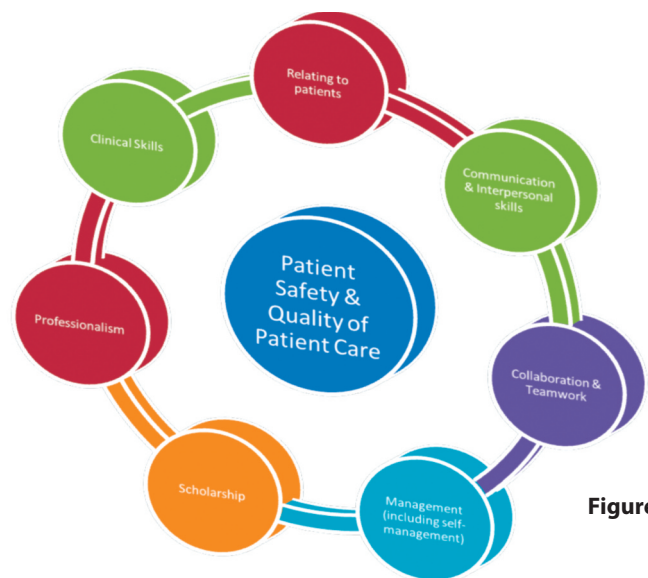 Relating to
patients
Clinical Skills
Communication
& Interpersonal
skills
Patient
Safety &
Quality of
Patient Care
Professionalism
Collaboration &
Teamwork
Scholarship
Management
(including self-
management)
Figure